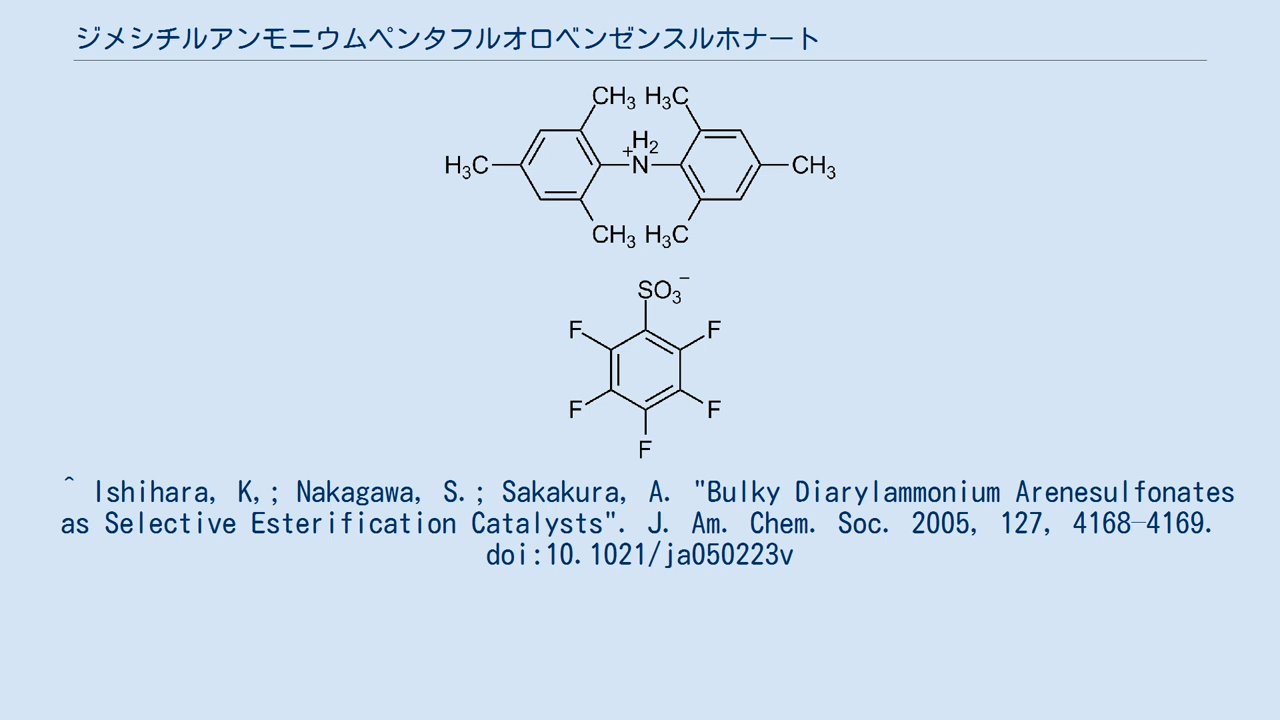 ジメシチルアンモニウムペンタフルオロベンゼンスルホナート
CH3 H3C
H2
H3C +N CH3
CH3 H3C
SO3−
F F
F F
F
^ Ishihara, K,; Nakagawa, S.; Sakakura, A. "Bulky Diarylammonium Arenesulfonates
as Selective Esterification Catalysts". J. Am. Chem. Soc. 2005, 127, 4168–4169.
doi:10.1021/ja050223v